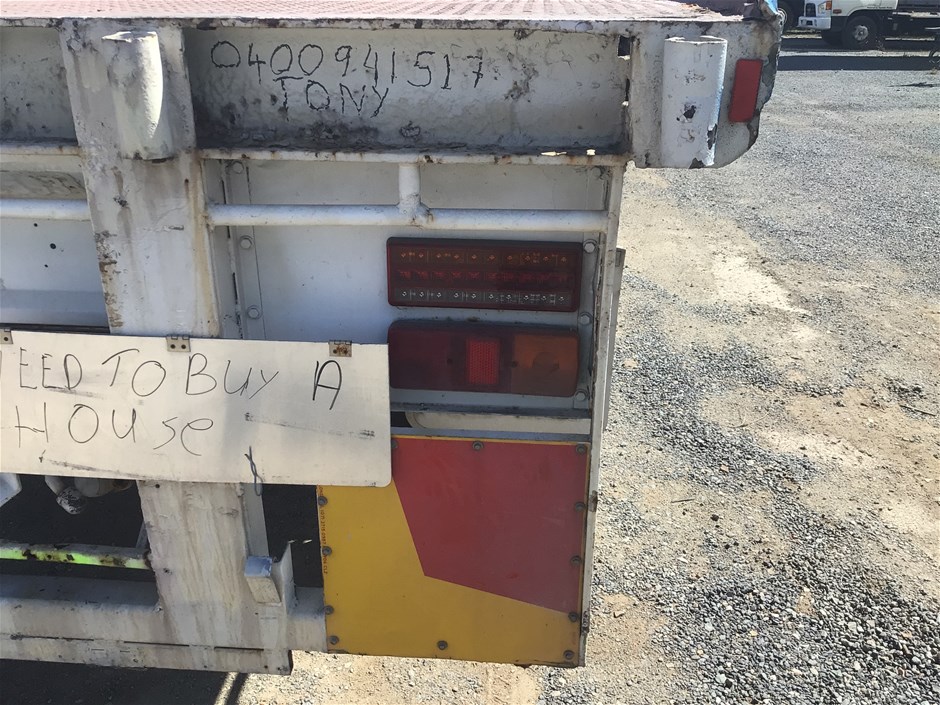 0400941517
TONY
EED TO Buy A
House